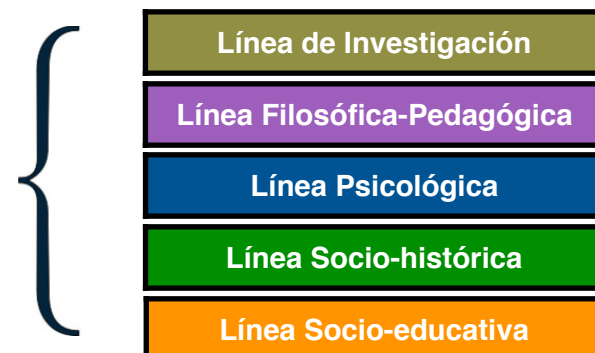 Línea de Investigación
Línea Filosófica-Pedagógica
Línea Psicológica
Línea Socio-histórica
Línea Socio-educativa